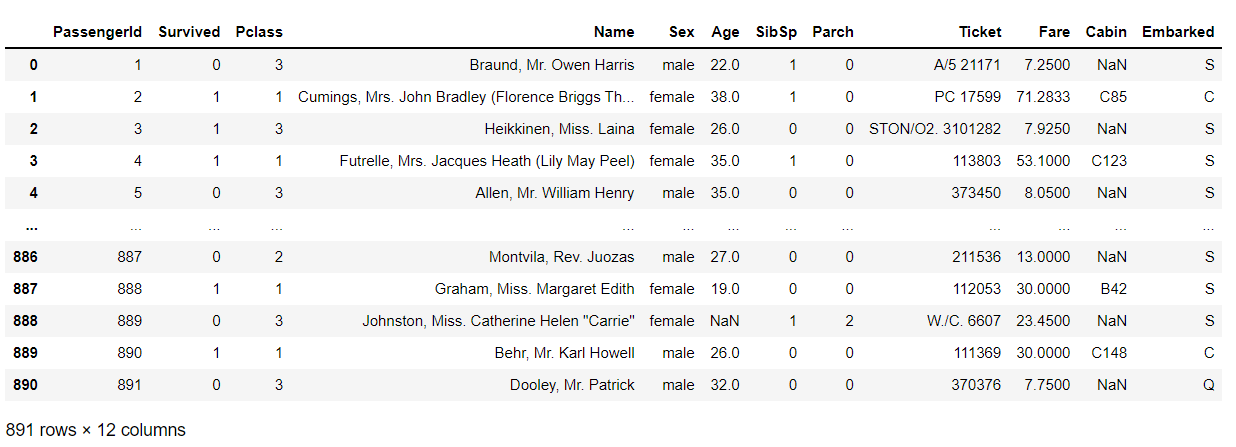 PassengerId Survived Pclass Name Sex Age SibSp Parch Ticket Fare Cabin Embarked
0 1 0 3 Braund, Mr. Owen Harris male 22.0 1 0 A/5 21171 7.2500 NaN S
1 2 1 1 Cumings, Mrs. John Bradley (Florence Briggs Th... female 38.0 1 0 PC 17599 71.2833 C85 C
2 3 1 3 Heikkinen, Miss. Laina female 26.0 0 0 STON/O2. 3101282 7.9250 NaN S
3 4 1 1 Futrelle, Mrs. Jacques Heath (Lily May Peel) female 35.0 1 0 113803 53.1000 C123 S
4 5 0 3 Allen, Mr. William Henry male 35.0 0 0 373450 8.0500 NaN S
... ... ... ... ... ... ... ... ... ... ... ... ...
886 887 0 2 Montvila, Rev. Juozas male 27.0 0 0 211536 13.0000 NaN S
887 888 1 1 Graham, Miss. Margaret Edith female 19.0 0 0 112053 30.0000 B42 S
888 889 0 3 Johnston, Miss. Catherine Helen "Carrie" female NaN 1 2 W./C. 6607 23.4500 NaN S
889 890 1 1 Behr, Mr. Karl Howell male 26.0 0 0 111369 30.0000 C148 C
890 891 0 3 Dooley, Mr. Patrick male 32.0 0 0 370376 7.7500 NaN Q
891 rows × 12 columns